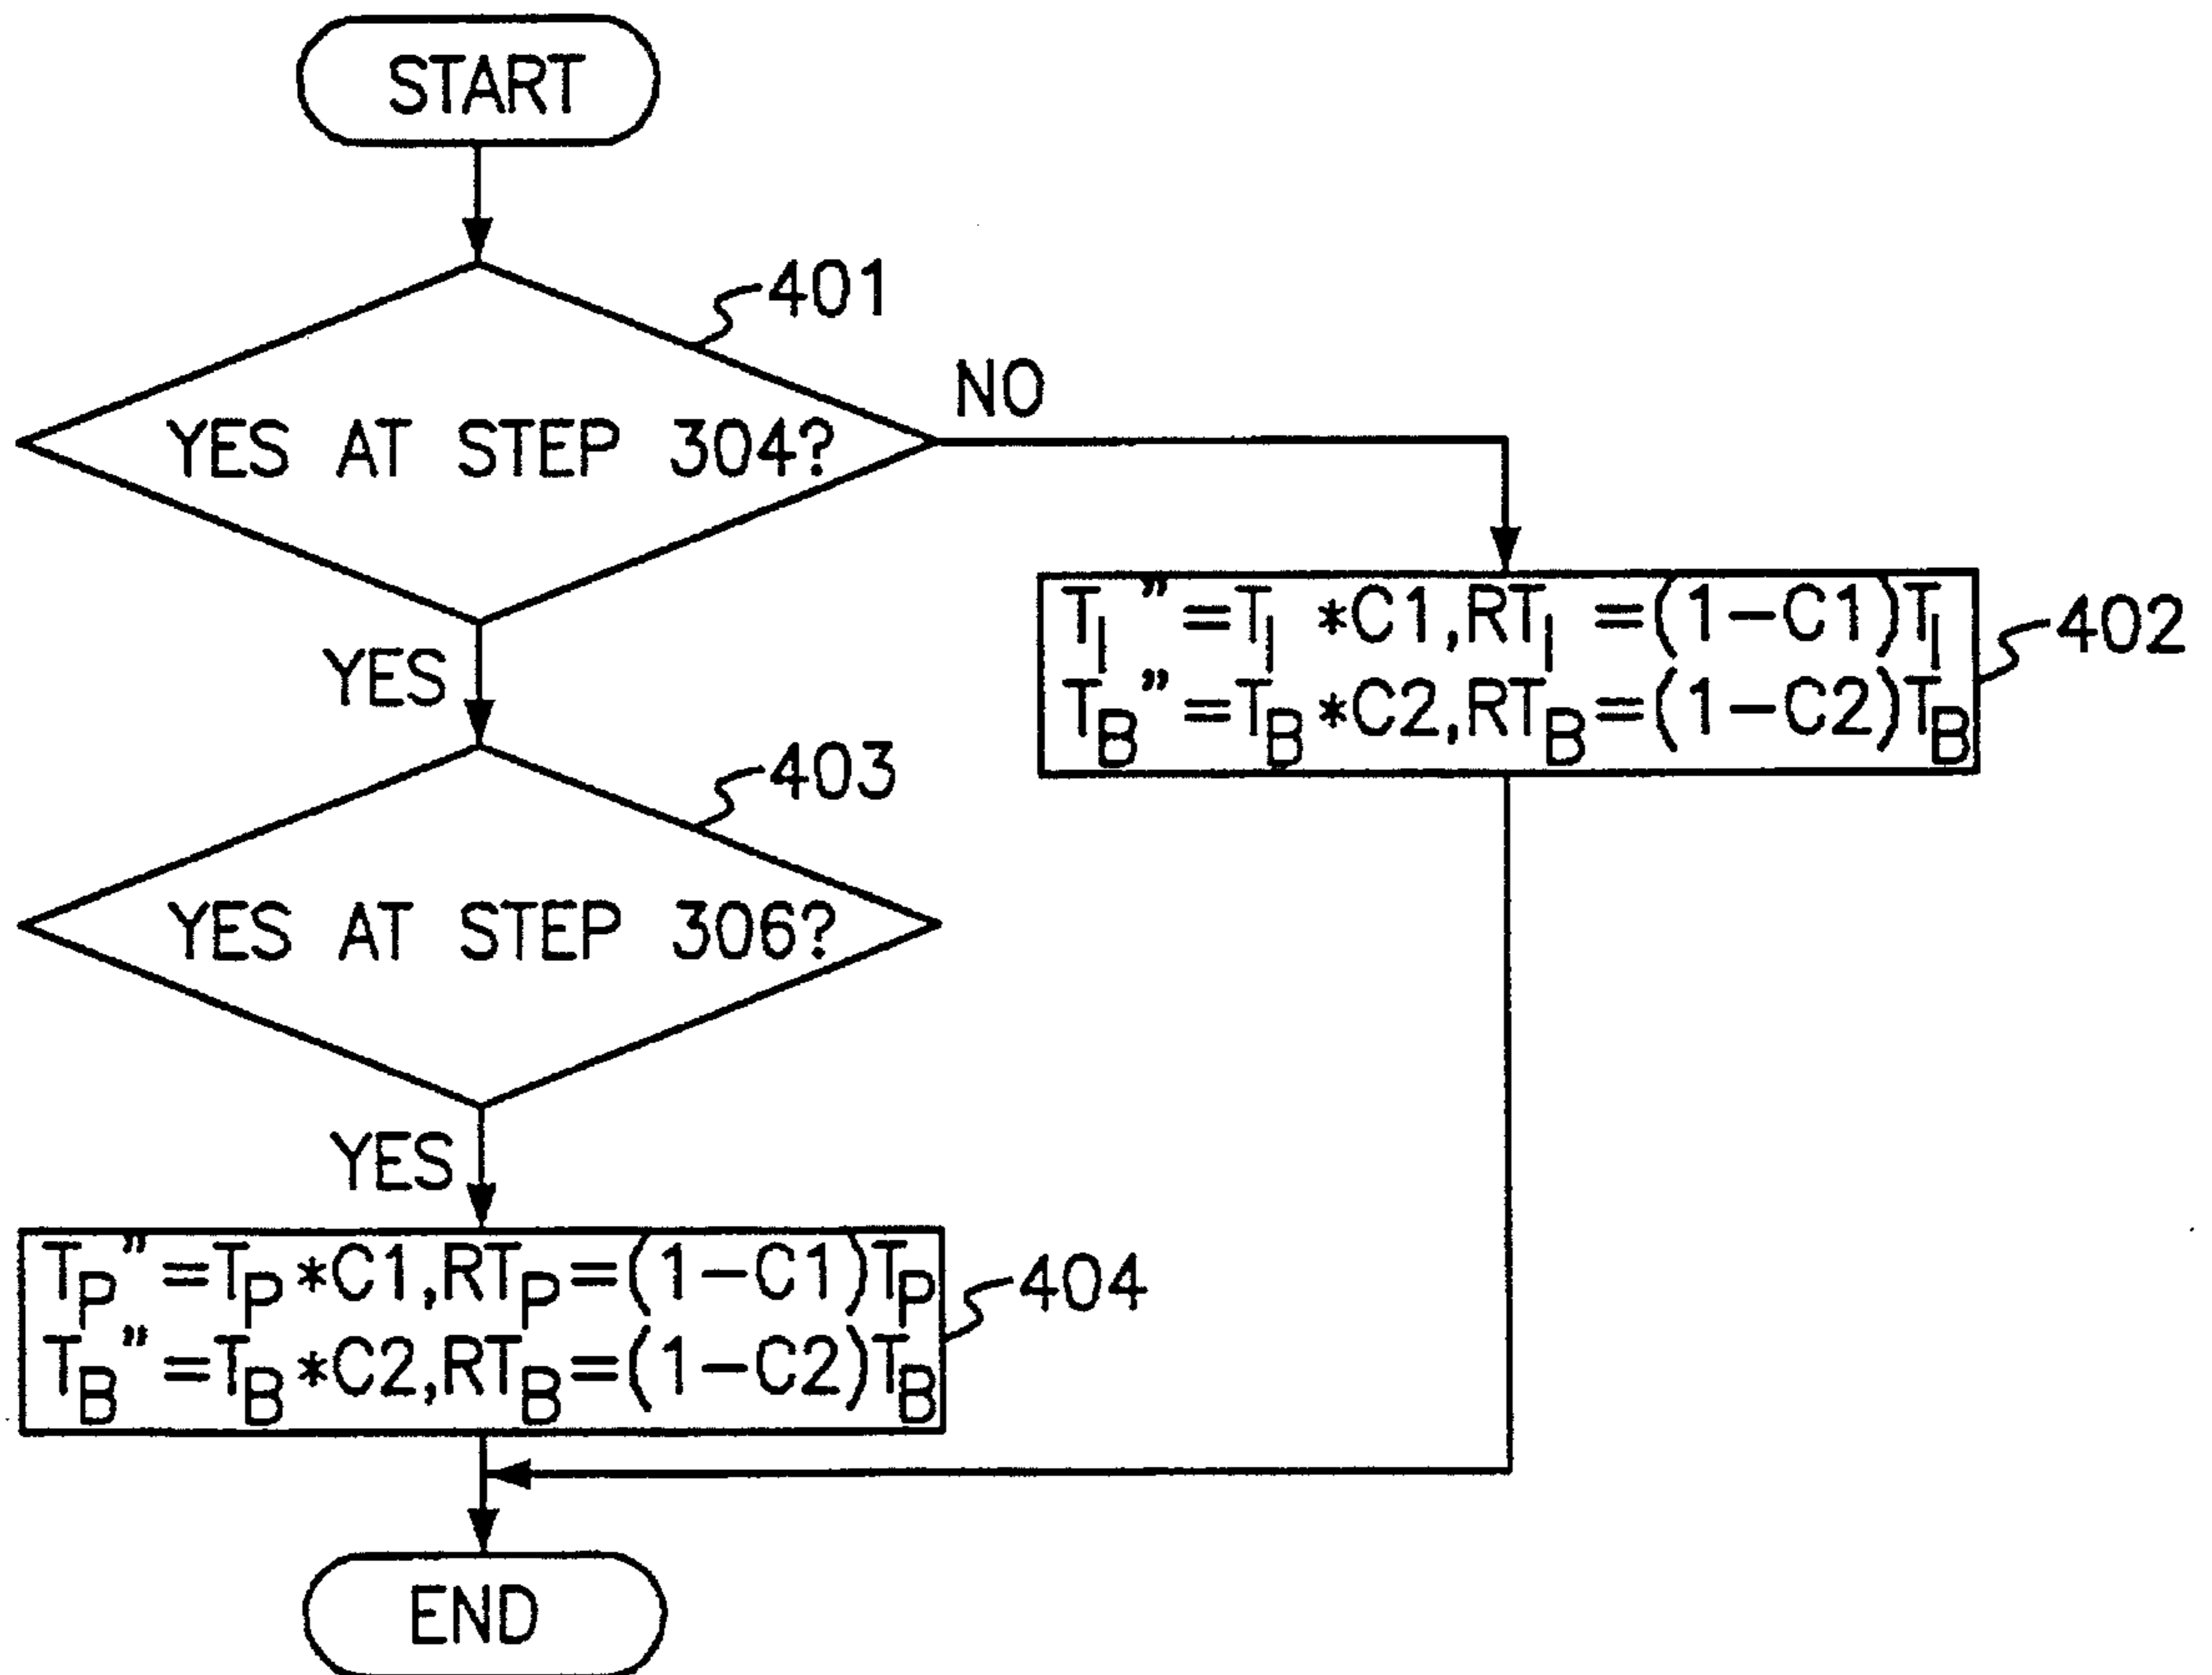 START
401
YES AT STEP 304?
NO
YES
T_I"=T_I *C1,RT_I =(1-C1)T_I
T_B"=T_B*C2,RT_B=(1-C2)T_B
402
403
YES AT STEP 306?
YES
T_P"=T_P*C1,RT_P=(1-C1)T_P
T_B"=T_B*C2,RT_B=(1-C2)T_B
404
END